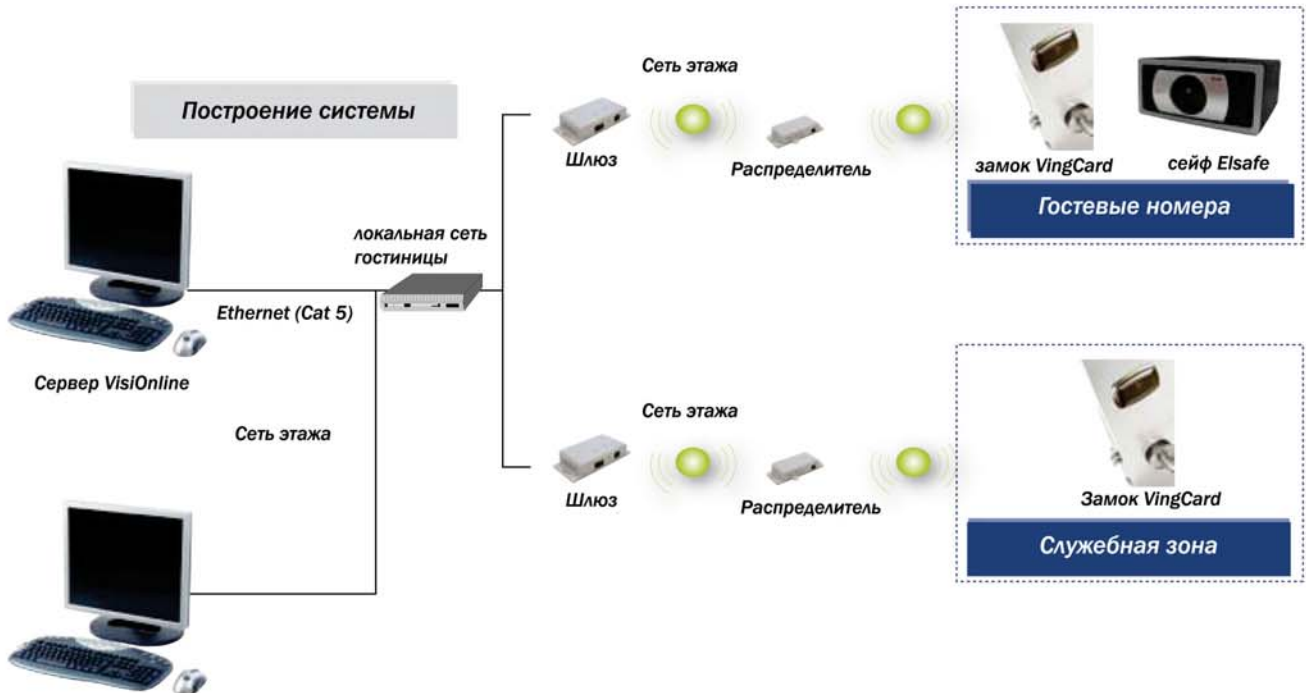 Построение системы
Сеть этажа
Шлюз
Распределитель
замок VingCard
сейф Elsafe
Гостевые номера
локальная сеть
гостиницы
Ethernet (Cat 5)
Сервер VisiOnline
Сеть этажа
Сеть этажа
Шлюз
Распределитель
Замок VingCard
Служебная зона